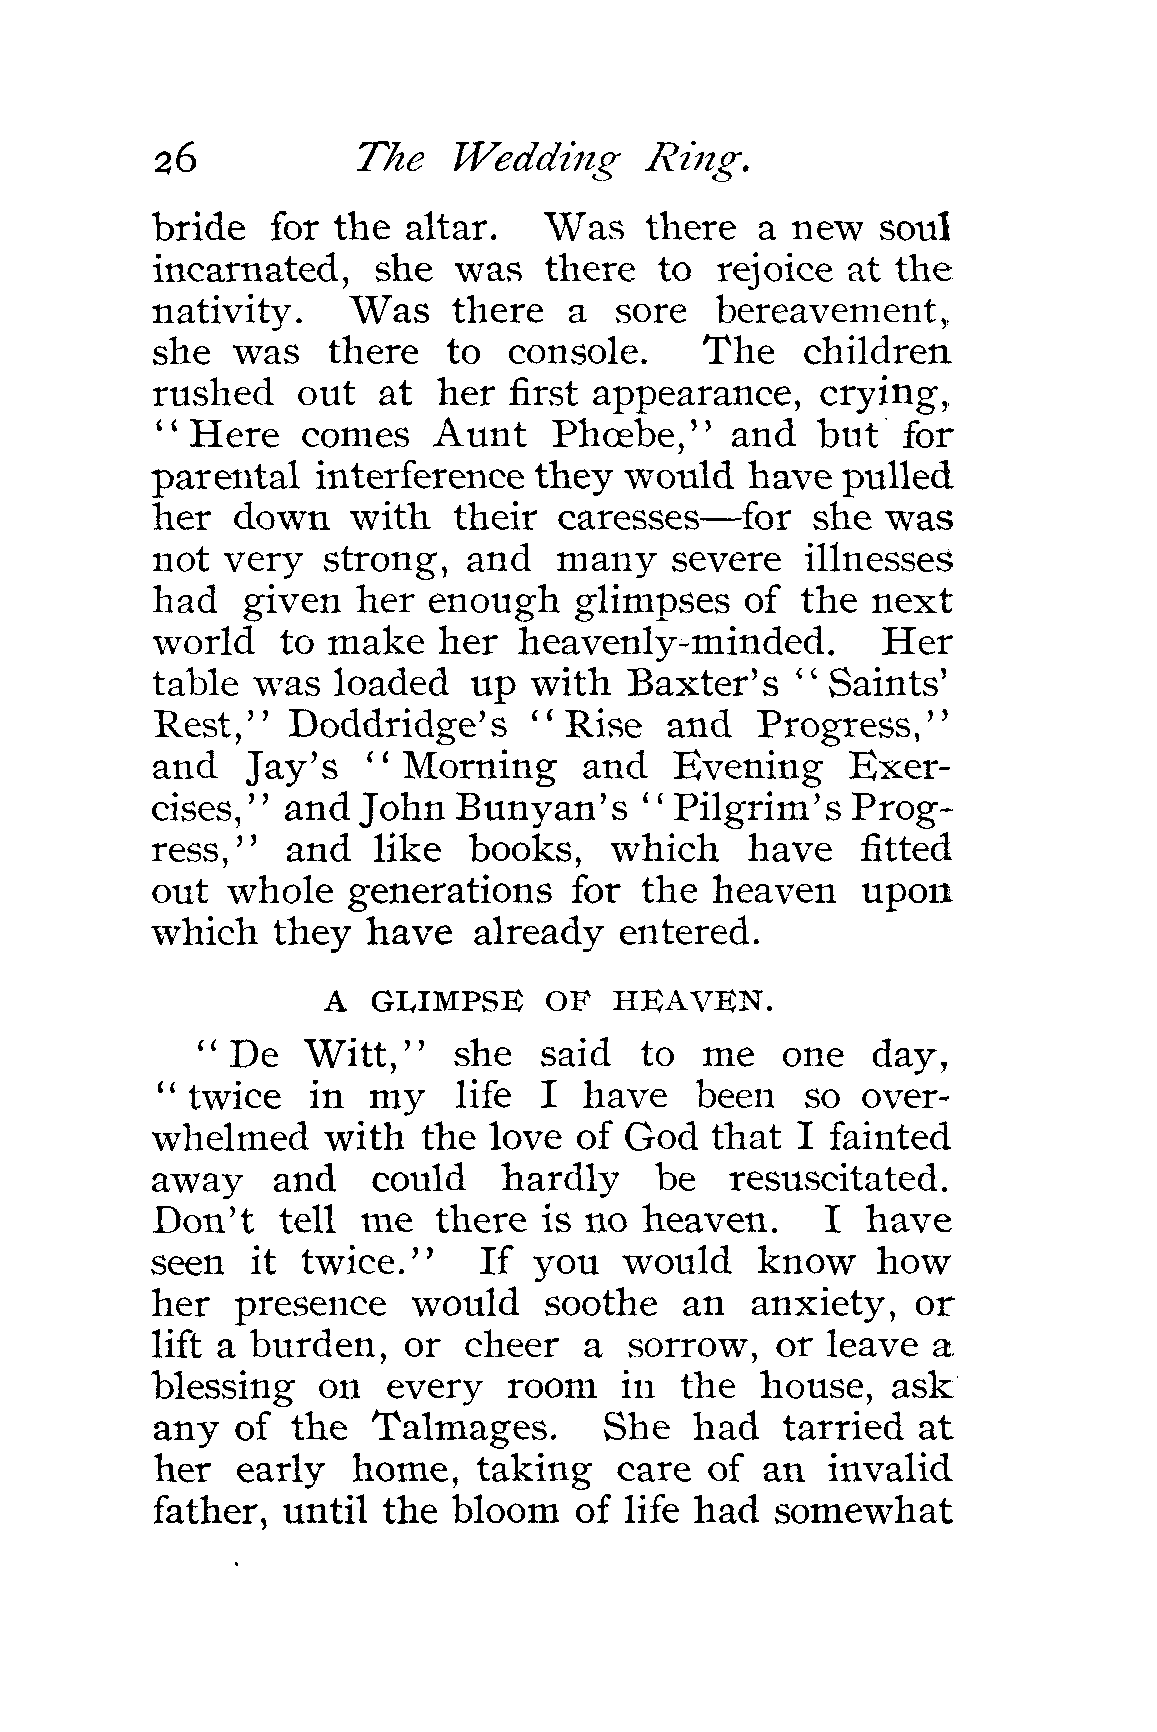 26 The Wedding Ring.
bride for the altar. Was there a new soul
incarnated, she was there to rejoice at the
nativity. Was there a sore bereavement,
she was there to console. The children
rushed out at her first appearance, crying,
“Here comes Aunt Phœbe,” and but for
parental interference they would have pulled
her down with their caresses—for she was
not very strong, and many severe illnesses
had given her enough glimpses of the next
world to make her heavenly-minded. Her
table was loaded up with Baxter’s “Saints’
Rest,” Doddridge’s “Rise and Progress,”
and Jay’s “Morning and Evening Exer-
cises,” and John Bunyan’s “Pilgrim’s Prog-
ress,” and like books, which have fitted
out whole generations for the heaven upon
which they have already entered.
A GLIMPSE OF HEAVEN.
“De Witt,” she said to me one day,
“twice in my life I have been so over-
whelmed with the love of God that I fainted
away and could hardly be resuscitated.
Don’t tell me there is no heaven. I have
seen it twice.” If you would know how
her presence would soothe an anxiety, or
lift a burden, or cheer a sorrow, or leave a
blessing on every room in the house, ask
any of the Talmages. She had tarried at
her early home, taking care of an invalid
father, until the bloom of life had somewhat